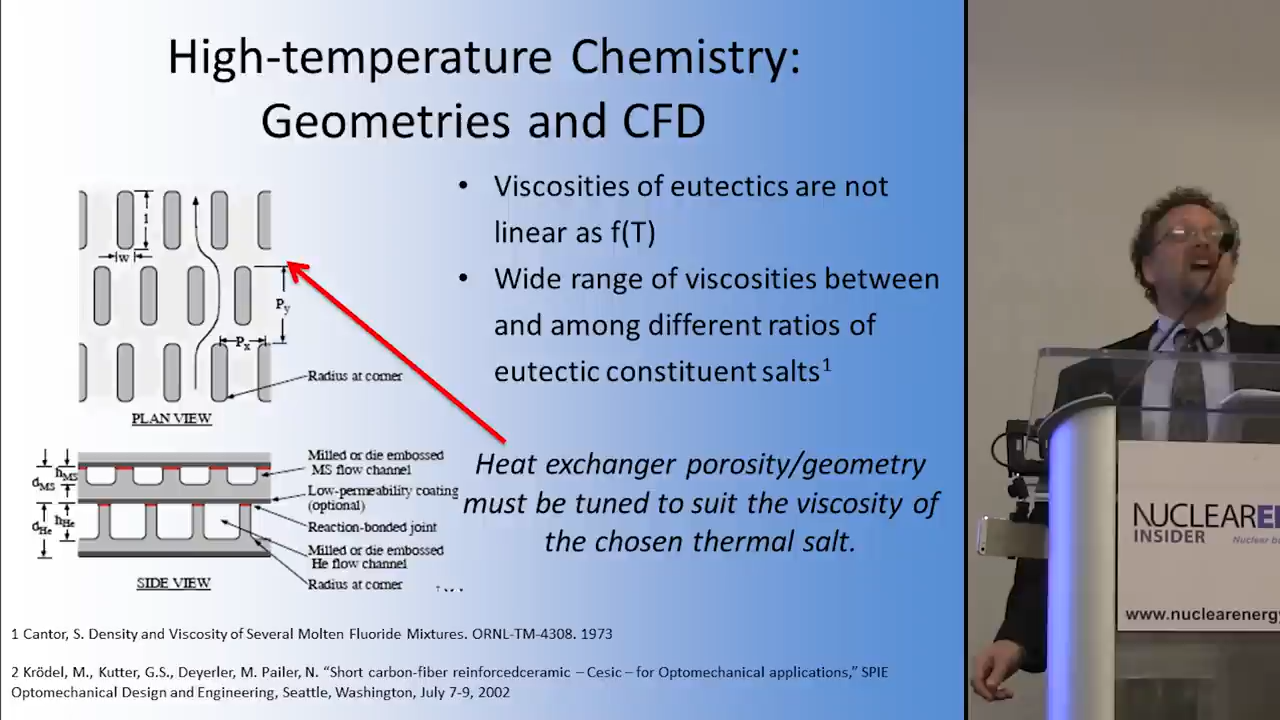 High-temperature Chemistry:
Geometries and CFD
• Viscosities of eutectics are not
linear as f(T)
• Wide range of viscosities between
and among different ratios of
eutectic constituent salts1
Heat exchanger porosity/geometry
must be tuned to suit the viscosity of
the chosen thermal salt.
l
w
Py
Px
Radius at corner
PLAN VIEW
hMS
dMS
hHe
dHe
Milled or die embossed
MS flow channel
Low-permeability coating
(optional)
Reaction-bonded joint
Milled or die embossed
He flow channel
Radius at corner
SIDE VIEW
1 Cantor, S. Density and Viscosity of Several Molten Fluoride Mixtures. ORNL-TM-4308. 1973
2 Krödel, M., Kutter, G.S., Deyerler, M. Pailer, N. “Short carbon-fiber reinforcedceramic – Cesic – for Optomechanical applications,” SPIE
Optomechanical Design and Engineering, Seattle, Washington, July 7-9, 2002
NUCLEARE
INSIDER
Nuclear b
www.nuclearenergy